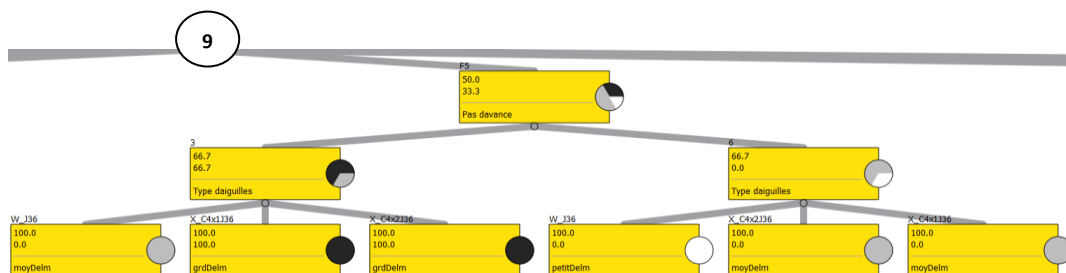 9
F5
50.0
33.3
Pas davance
3
66.7
66.7
Type daiguilles
6
66.7
0.0
Type daiguilles
W_J36
100.0
0.0
moyDelm
X_C4x1J36
100.0
100.0
grdDelm
X_C4x2J36
100.0
100.0
grdDelm
W_J36
100.0
0.0
petitDelm
X_C4x2J36
100.0
0.0
moyDelm
X_C4x1J36
100.0
0.0
moyDelm